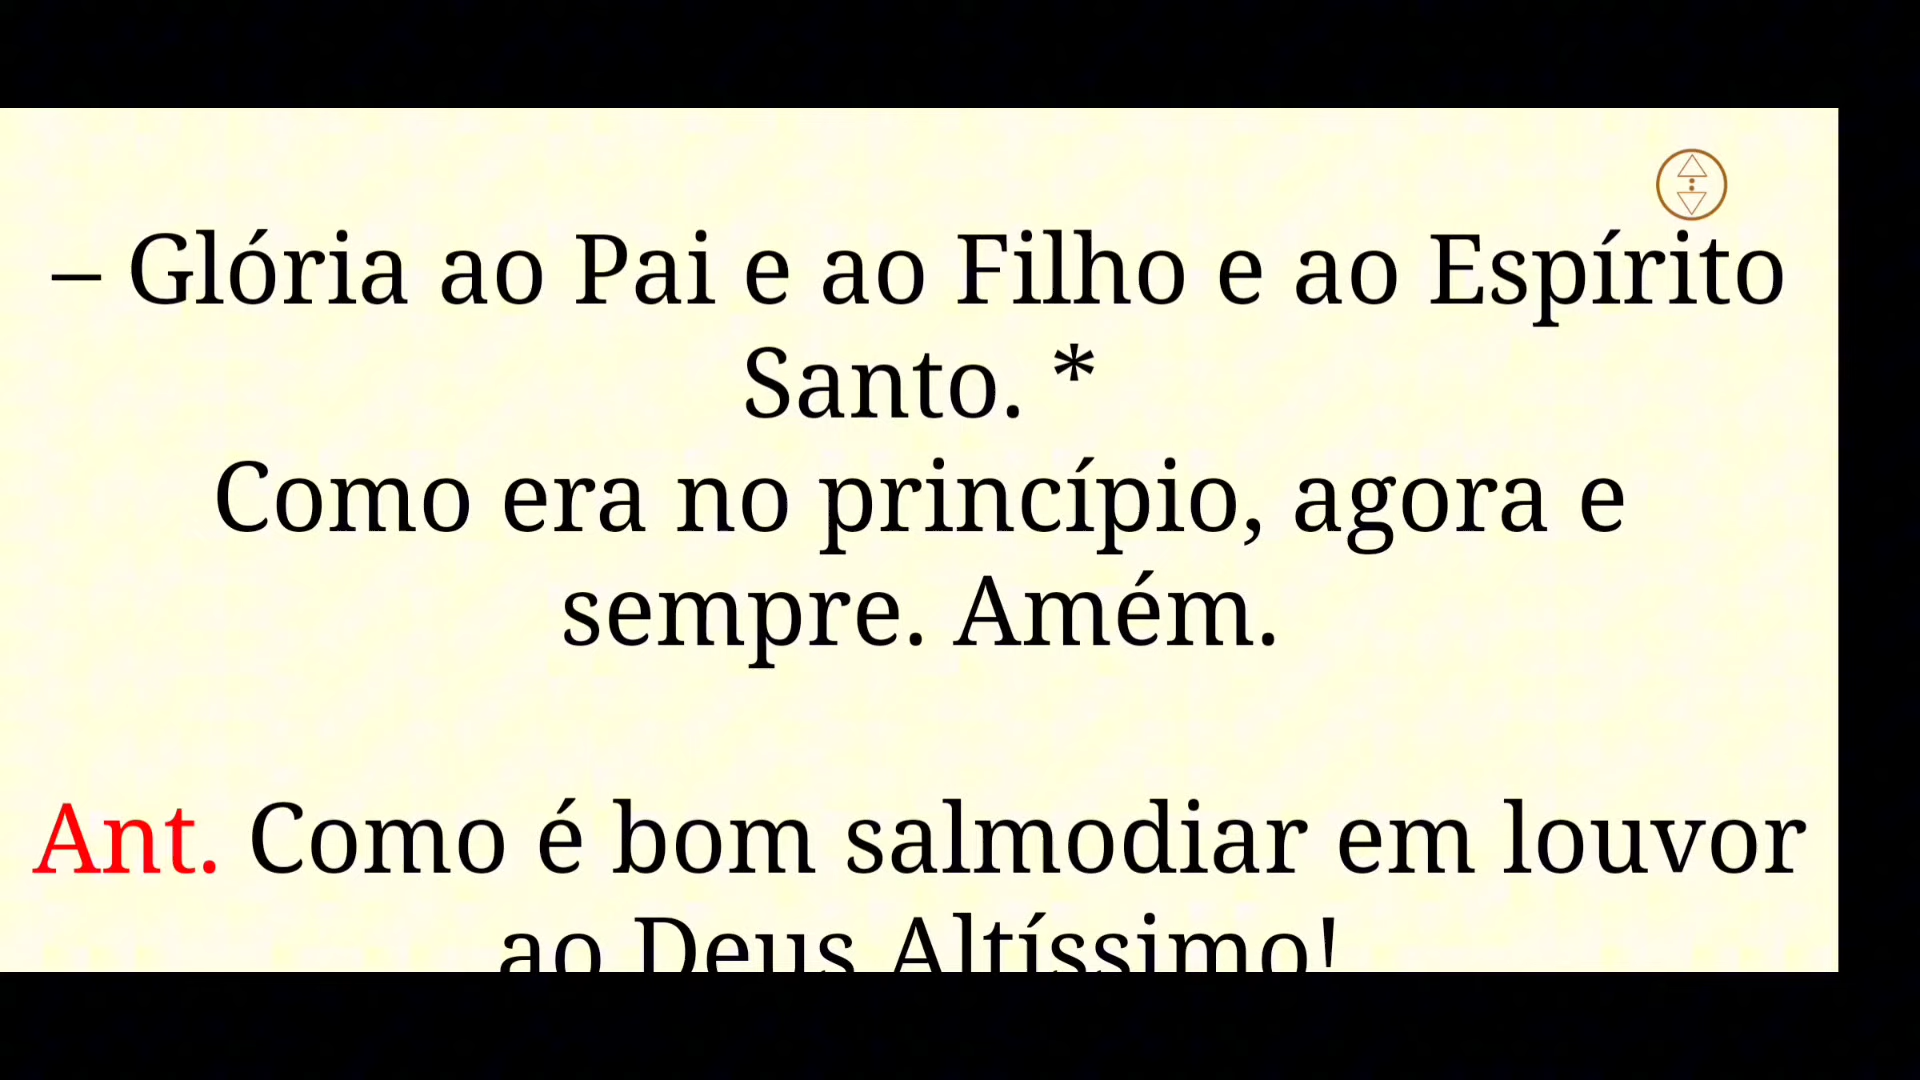 – Glória ao Pai e ao Filho e ao Espírito
Santo. *
Como era no princípio, agora e
sempre. Amém.
Ant. Como é bom salmodiar em louvor
ao Deus Altíssimo!